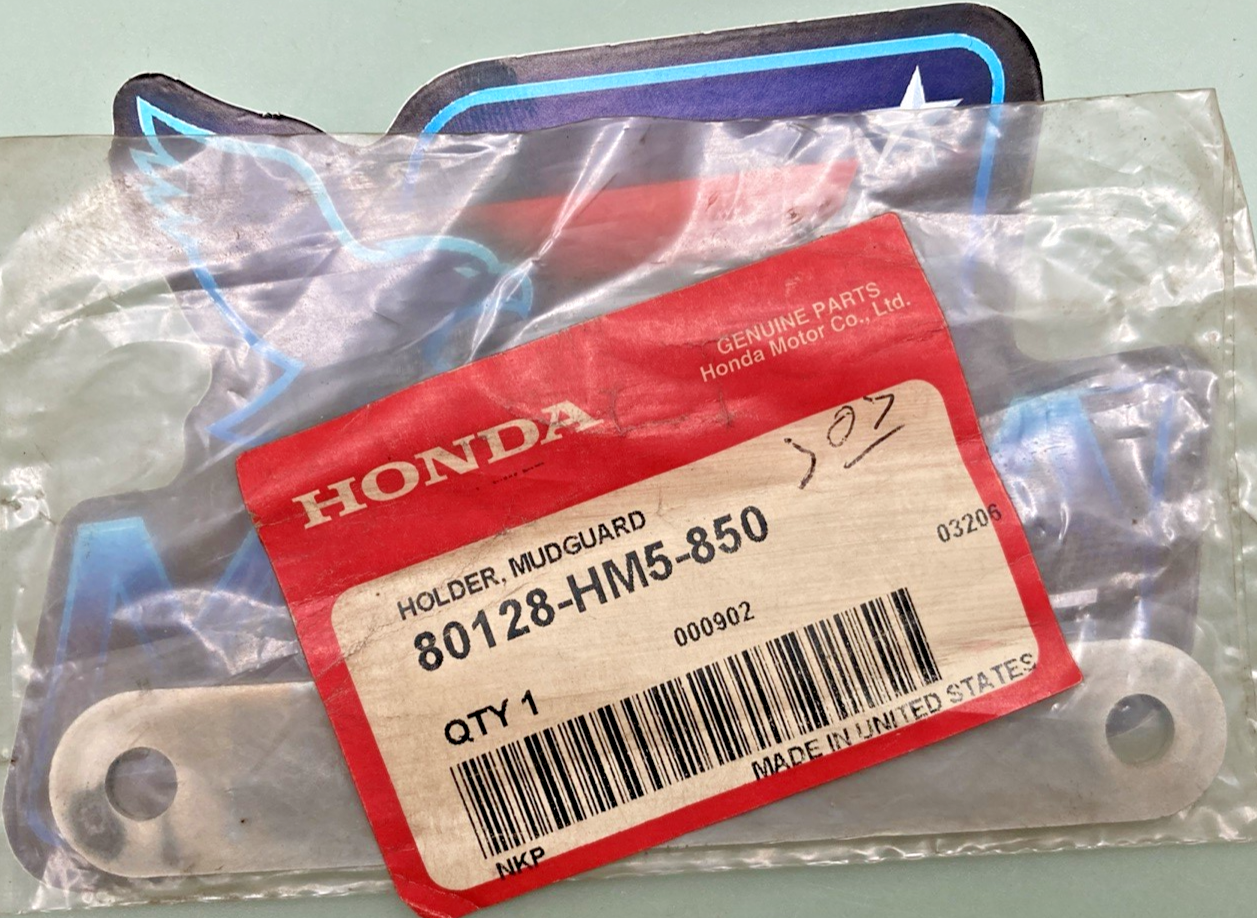 GENUINE PARTS
Honda Motor Co., Ltd.
HONDA
HOLDER, MUDGUARD
80128-HM5-850
03206
000902
QTY 1
MADE IN UNITED STATES
NKP